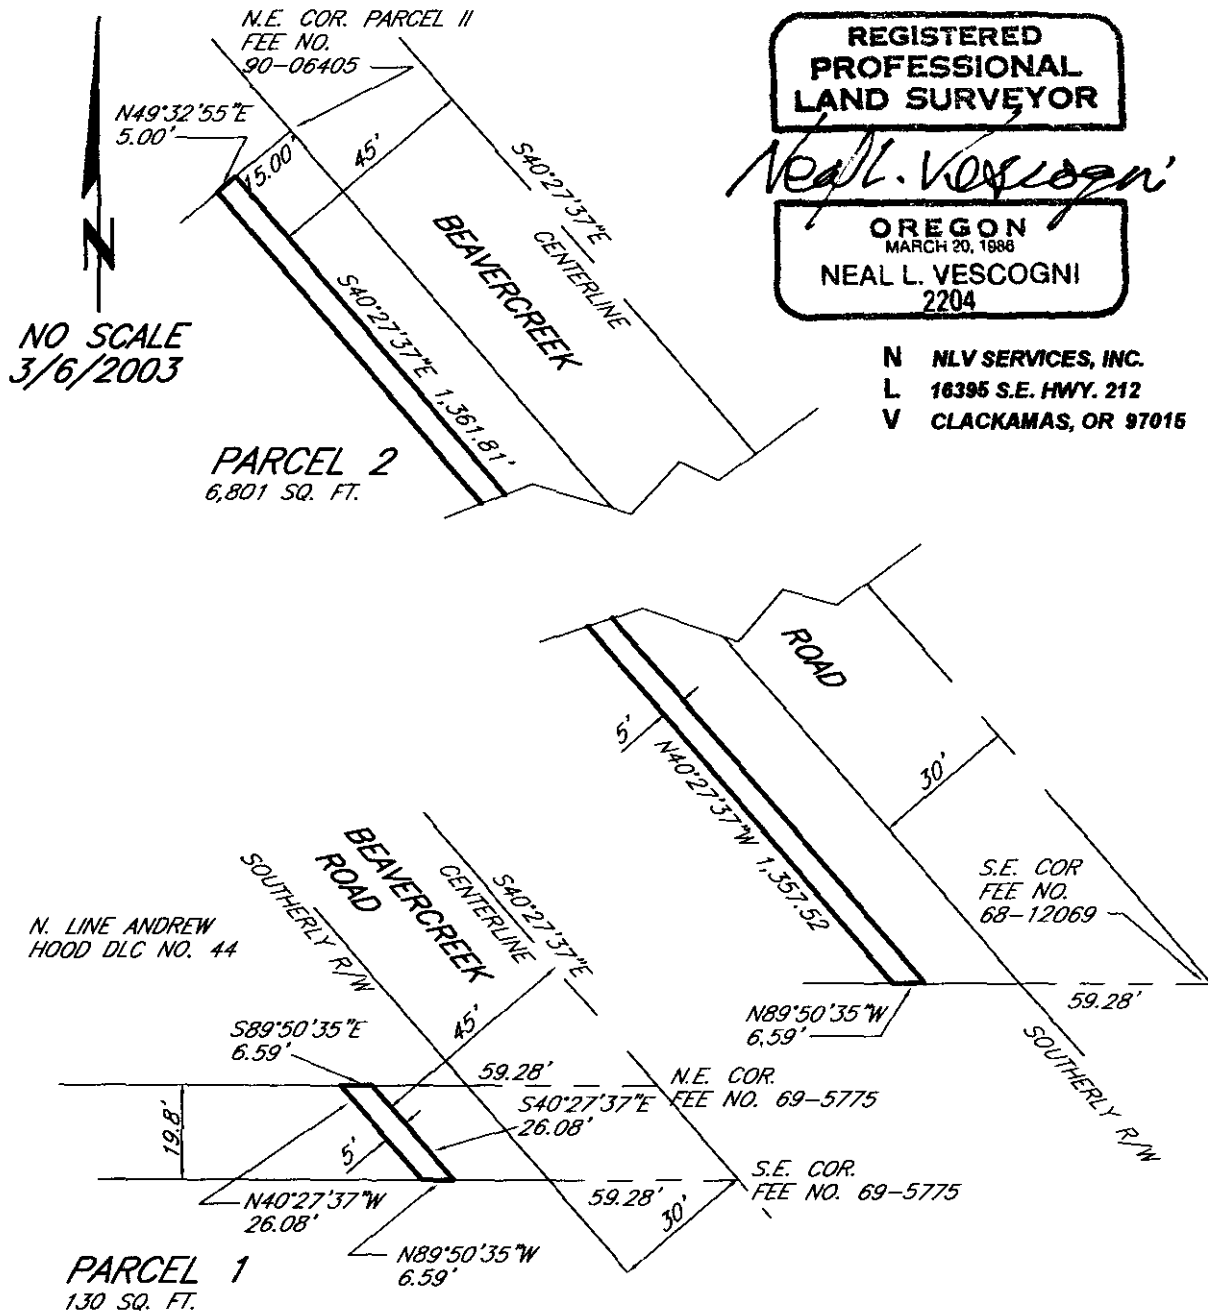 N.E. COR. PARCEL II
FEE NO.
90-06405
N49°32'55"E
5.00'
15.00'
45'
S40°27'37"E
CENTERLINE
BEAVERCREEK
S40°27'37"E 1,361.81'
N
NO SCALE
3/6/2003
PARCEL 2
6,801 SQ. FT.
REGISTERED
PROFESSIONAL
LAND SURVEYOR
Neal L. Vescogni
OREGON
MARCH 20, 1986
NEAL L. VESCOGNI
2204
N NLV SERVICES, INC.
L 16395 S.E. HWY. 212
V CLACKAMAS, OR 97015
ROAD
5'
N40°27'37"W 1,357.52
30'
S.E. COR
FEE NO.
68-12069
N89°50'35"W
6,59'
59.28'
SOUTHERLY R/W
N. LINE ANDREW
HOOD DLC NO. 44
SOUTHERLY R/W
BEAVERCREEK
ROAD
CENTERLINE
S40°27'37"E
45'
S89°50'35"E
6.59'
59.28'
N.E. COR.
FEE NO. 69-5775
S40°27'37"E
26.08'
19.8'
5'
S.E. COR.
FEE NO. 69-5775
59.28'
30'
N40°27'37"W
26.08'
N89°50'35"W
6.59'
PARCEL 1
130 SQ. FT.